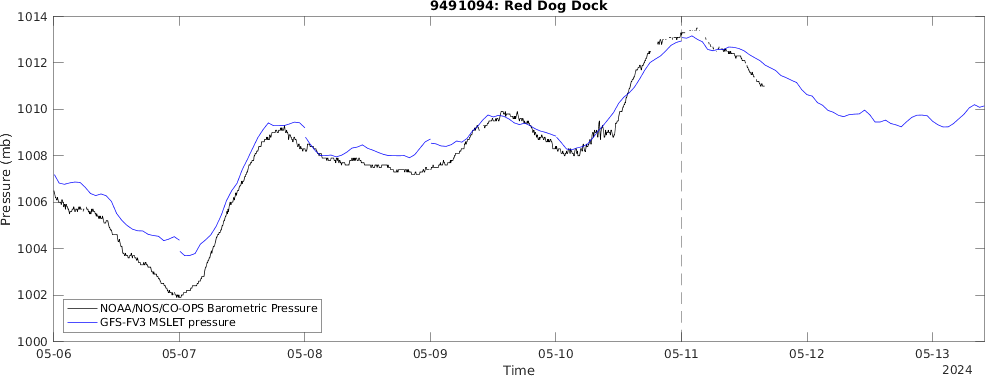 9491094: Red Dog Dock
1014
1012
1010
1008
1006
1004
1002
1000
Pressure (mb)
NOAA/NOS/CO-OPS Barometric Pressure
GFS-FV3 MSLET pressure
05-06 05-07 05-08 05-09 05-10 05-11 05-12 05-13
Time
2024